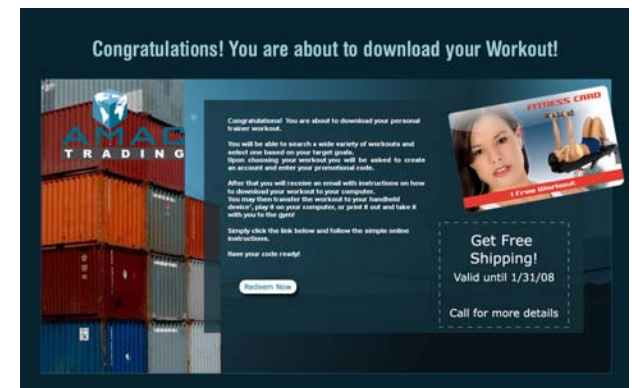 Congratulations! You are about to download your Workout!
AMAC
TRADING
Congratulations! You are about to download your personal
trainer workout.
You will be able to search a wide variety of workouts and
select one based on your target goals.
Upon choosing your workout you will be asked to create
an account and enter your promotional code.
After that you will receive an email with instructions on how
to download your workout to your computer.
You may then transfer the workout to your handheld
device*, play it on your computer, or print it out and take it
with you to the gym!
Simply click the link below and follow the simple online
instructions.
Have your code ready!
Redeem Now
FITNESS CARD
1 Free Workout
Get Free
Shipping!
Valid until 1/31/08
Call for more details